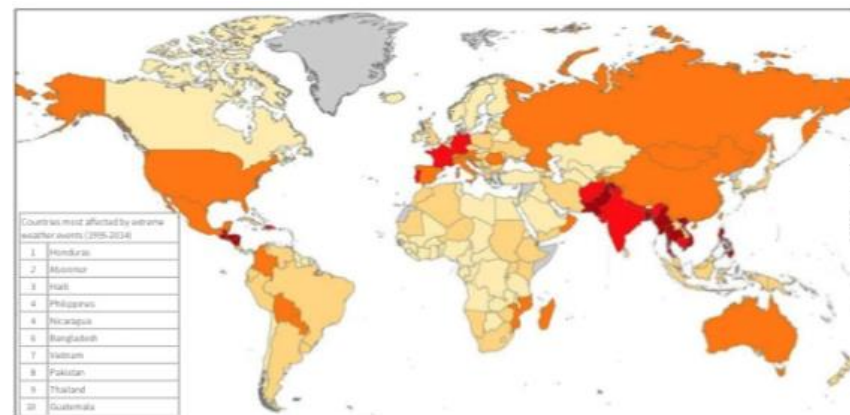 Countries most affected by extreme
weather events (1995-2014)
1 Honduras
2 Myanmar
3 Haiti
4 Philippines
4 Nicaragua
6 Bangladesh
7 Vietnam
8 Pakistan
9 Thailand
10 Guatemala